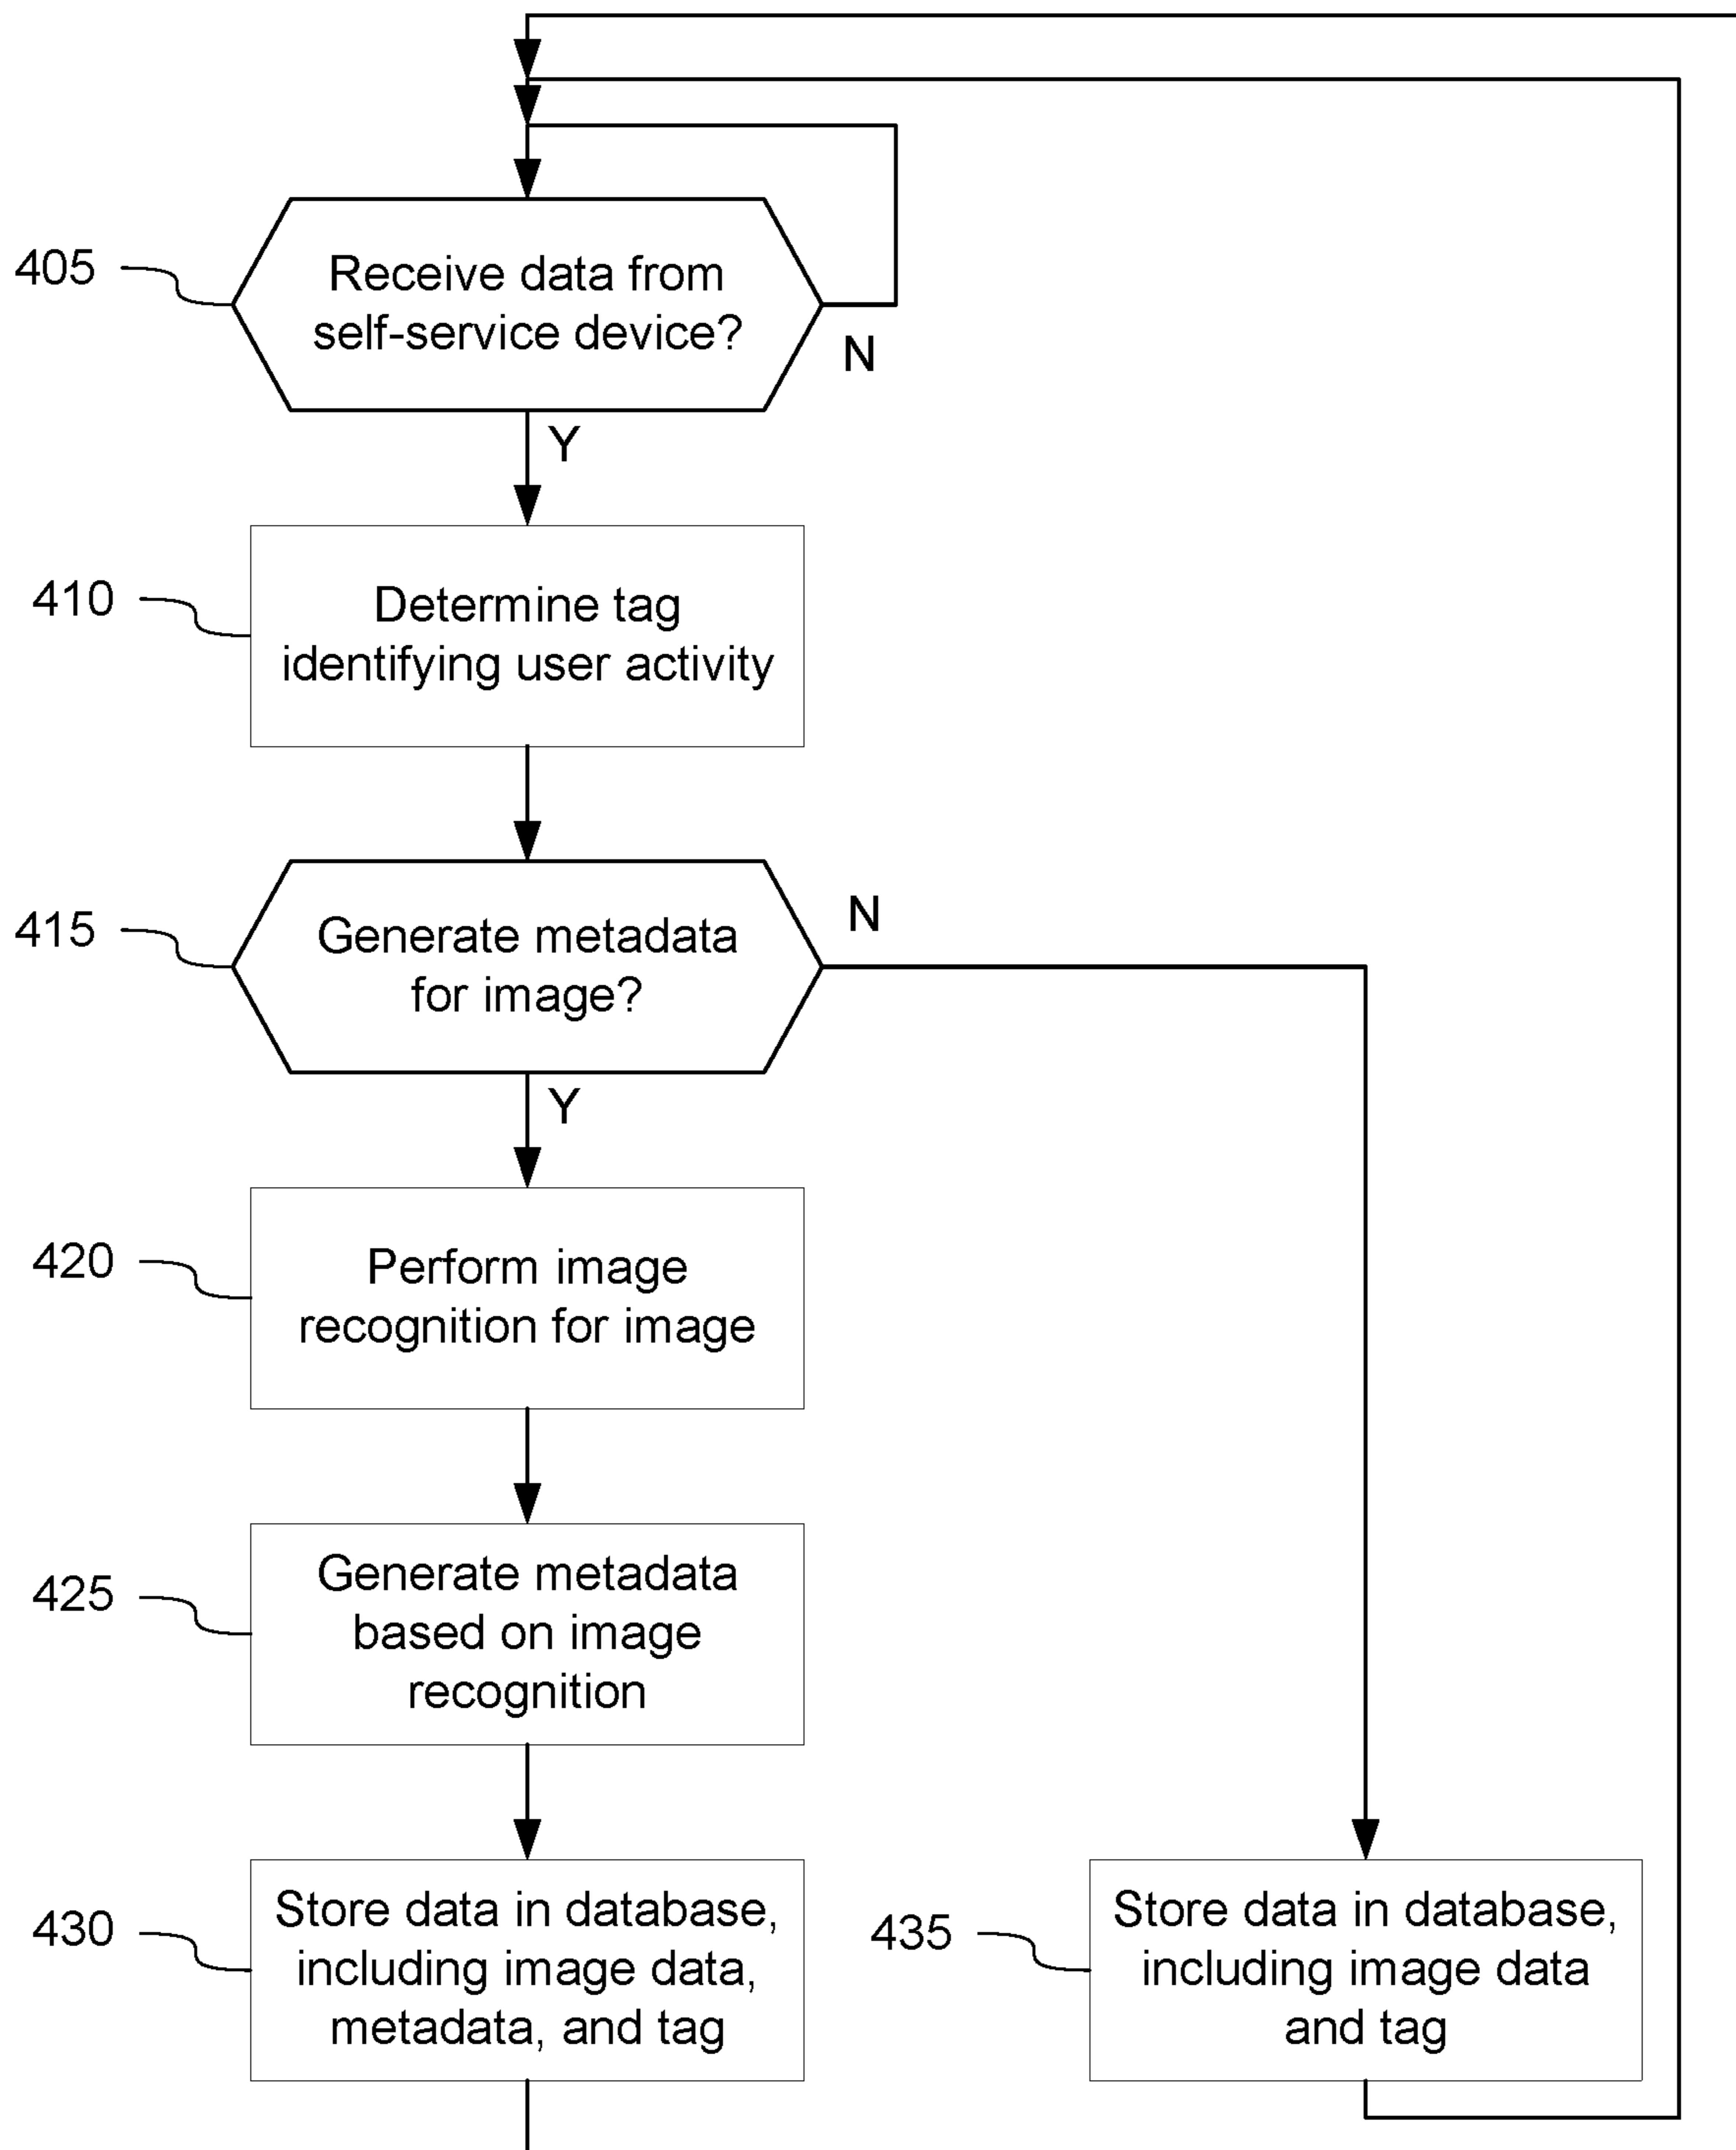 405
Receive data from
self-service device?
N
Y
410
Determine tag
identifying user activity
415
Generate metadata
for image?
N
Y
420
Perform image
recognition for image
425
Generate metadata
based on image
recognition
430
Store data in database,
including image data,
metadata, and tag
435
Store data in database,
including image data
and tag